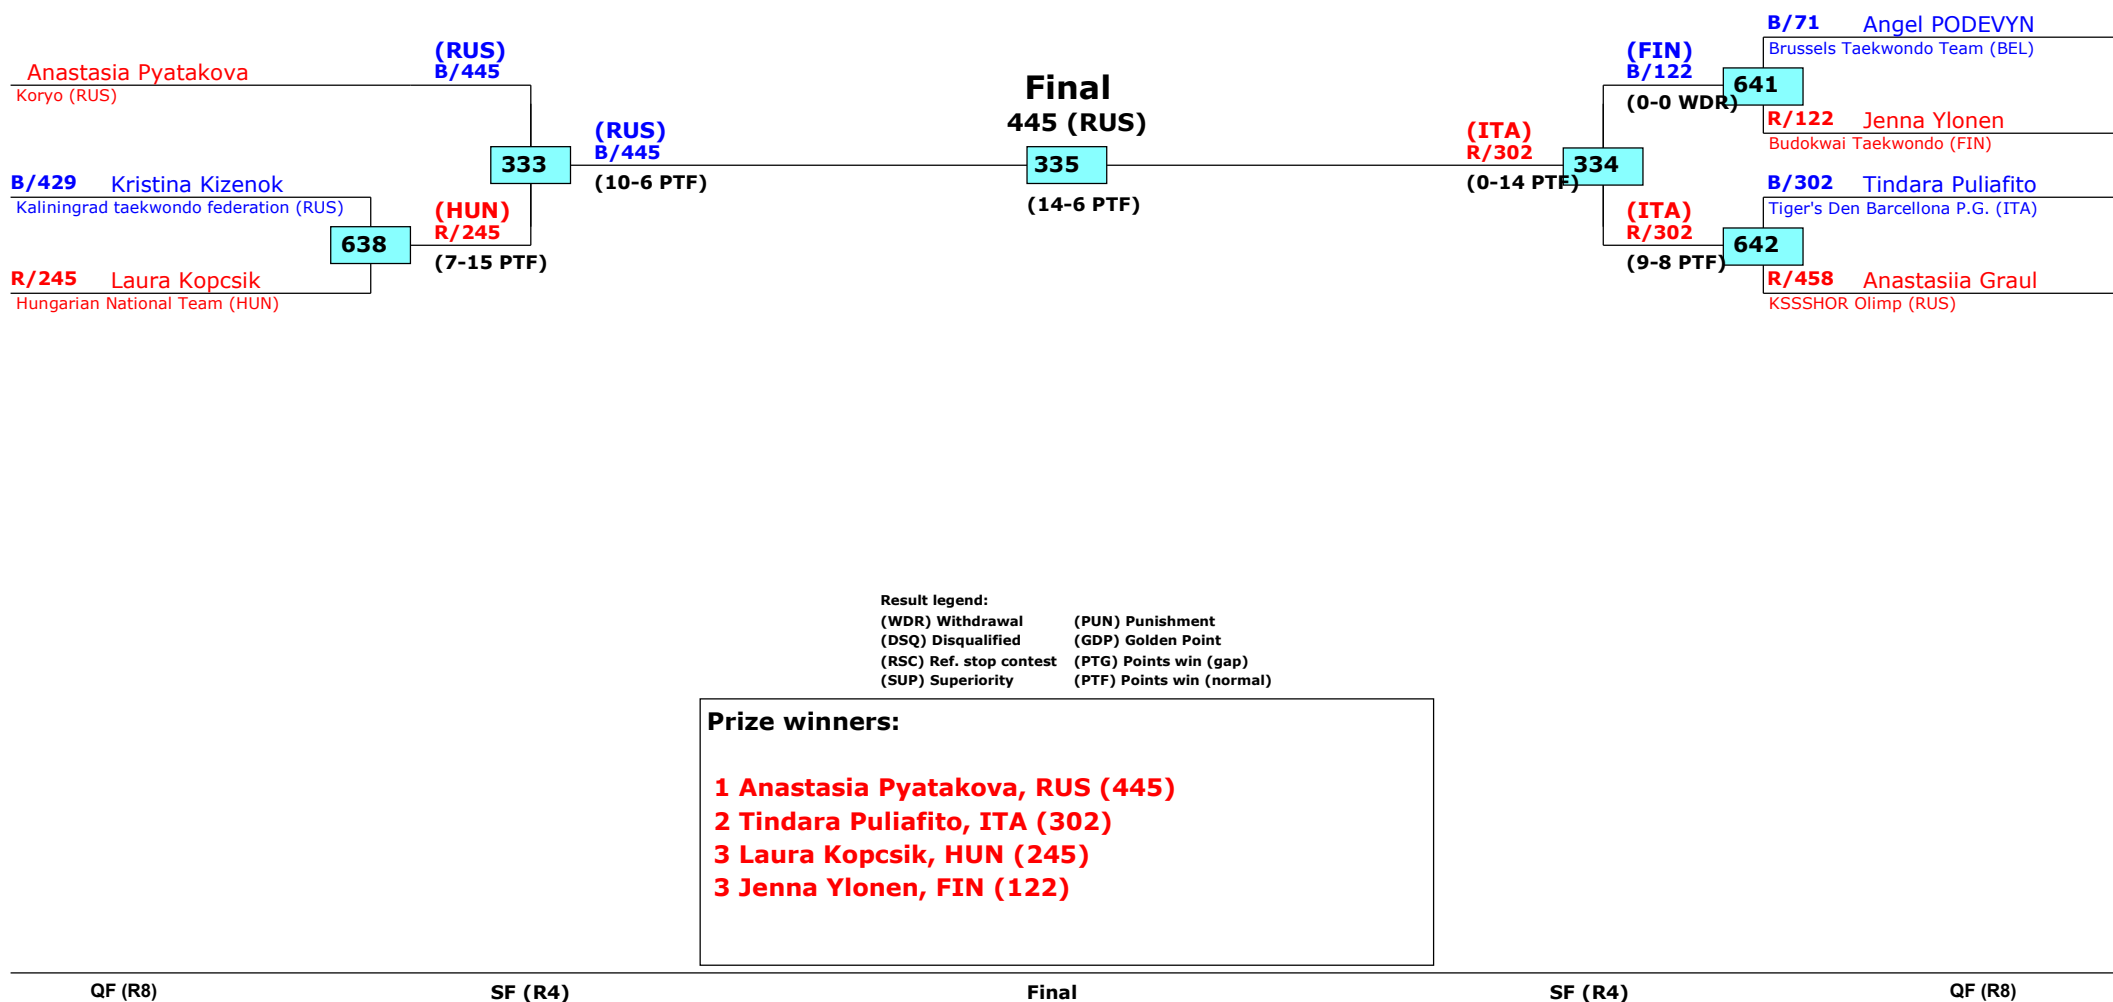 Anastasia Pyatakova
Koryo (RUS)
B/429 Kristina Kizenok
Kaliningrad taekwondo federation (RUS)
R/245 Laura Kopcsik
Hungarian National Team (HUN)
638
(RUS)
B/445
(HUN)
R/245
(7-15 PTF)
333
(RUS)
B/445
(10-6 PTF)
Final
445 (RUS)
335
(14-6 PTF)
(ITA)
R/302
(0-14 PTF)
334
(FIN)
B/122
(0-0 WDR)
(ITA)
R/302
(9-8 PTF)
641
642
B/71 Angel PODEVYN
Brussels Taekwondo Team (BEL)
R/122 Jenna Ylonen
Budokwai Taekwondo (FIN)
B/302 Tindara Puliafito
Tiger's Den Barcellona P.G. (ITA)
R/458 Anastasiia Graul
KSSSHOR Olimp (RUS)
Result legend:
(WDR) Withdrawal (PUN) Punishment
(DSQ) Disqualified (GDP) Golden Point
(RSC) Ref. stop contest (PTG) Points win (gap)
(SUP) Superiority (PTF) Points win (normal)
Prize winners:
1 Anastasia Pyatakova, RUS (445)
2 Tindara Puliafito, ITA (302)
3 Laura Kopcsik, HUN (245)
3 Jenna Ylonen, FIN (122)
QF (R8) SF (R4) Final SF (R4) QF (R8)